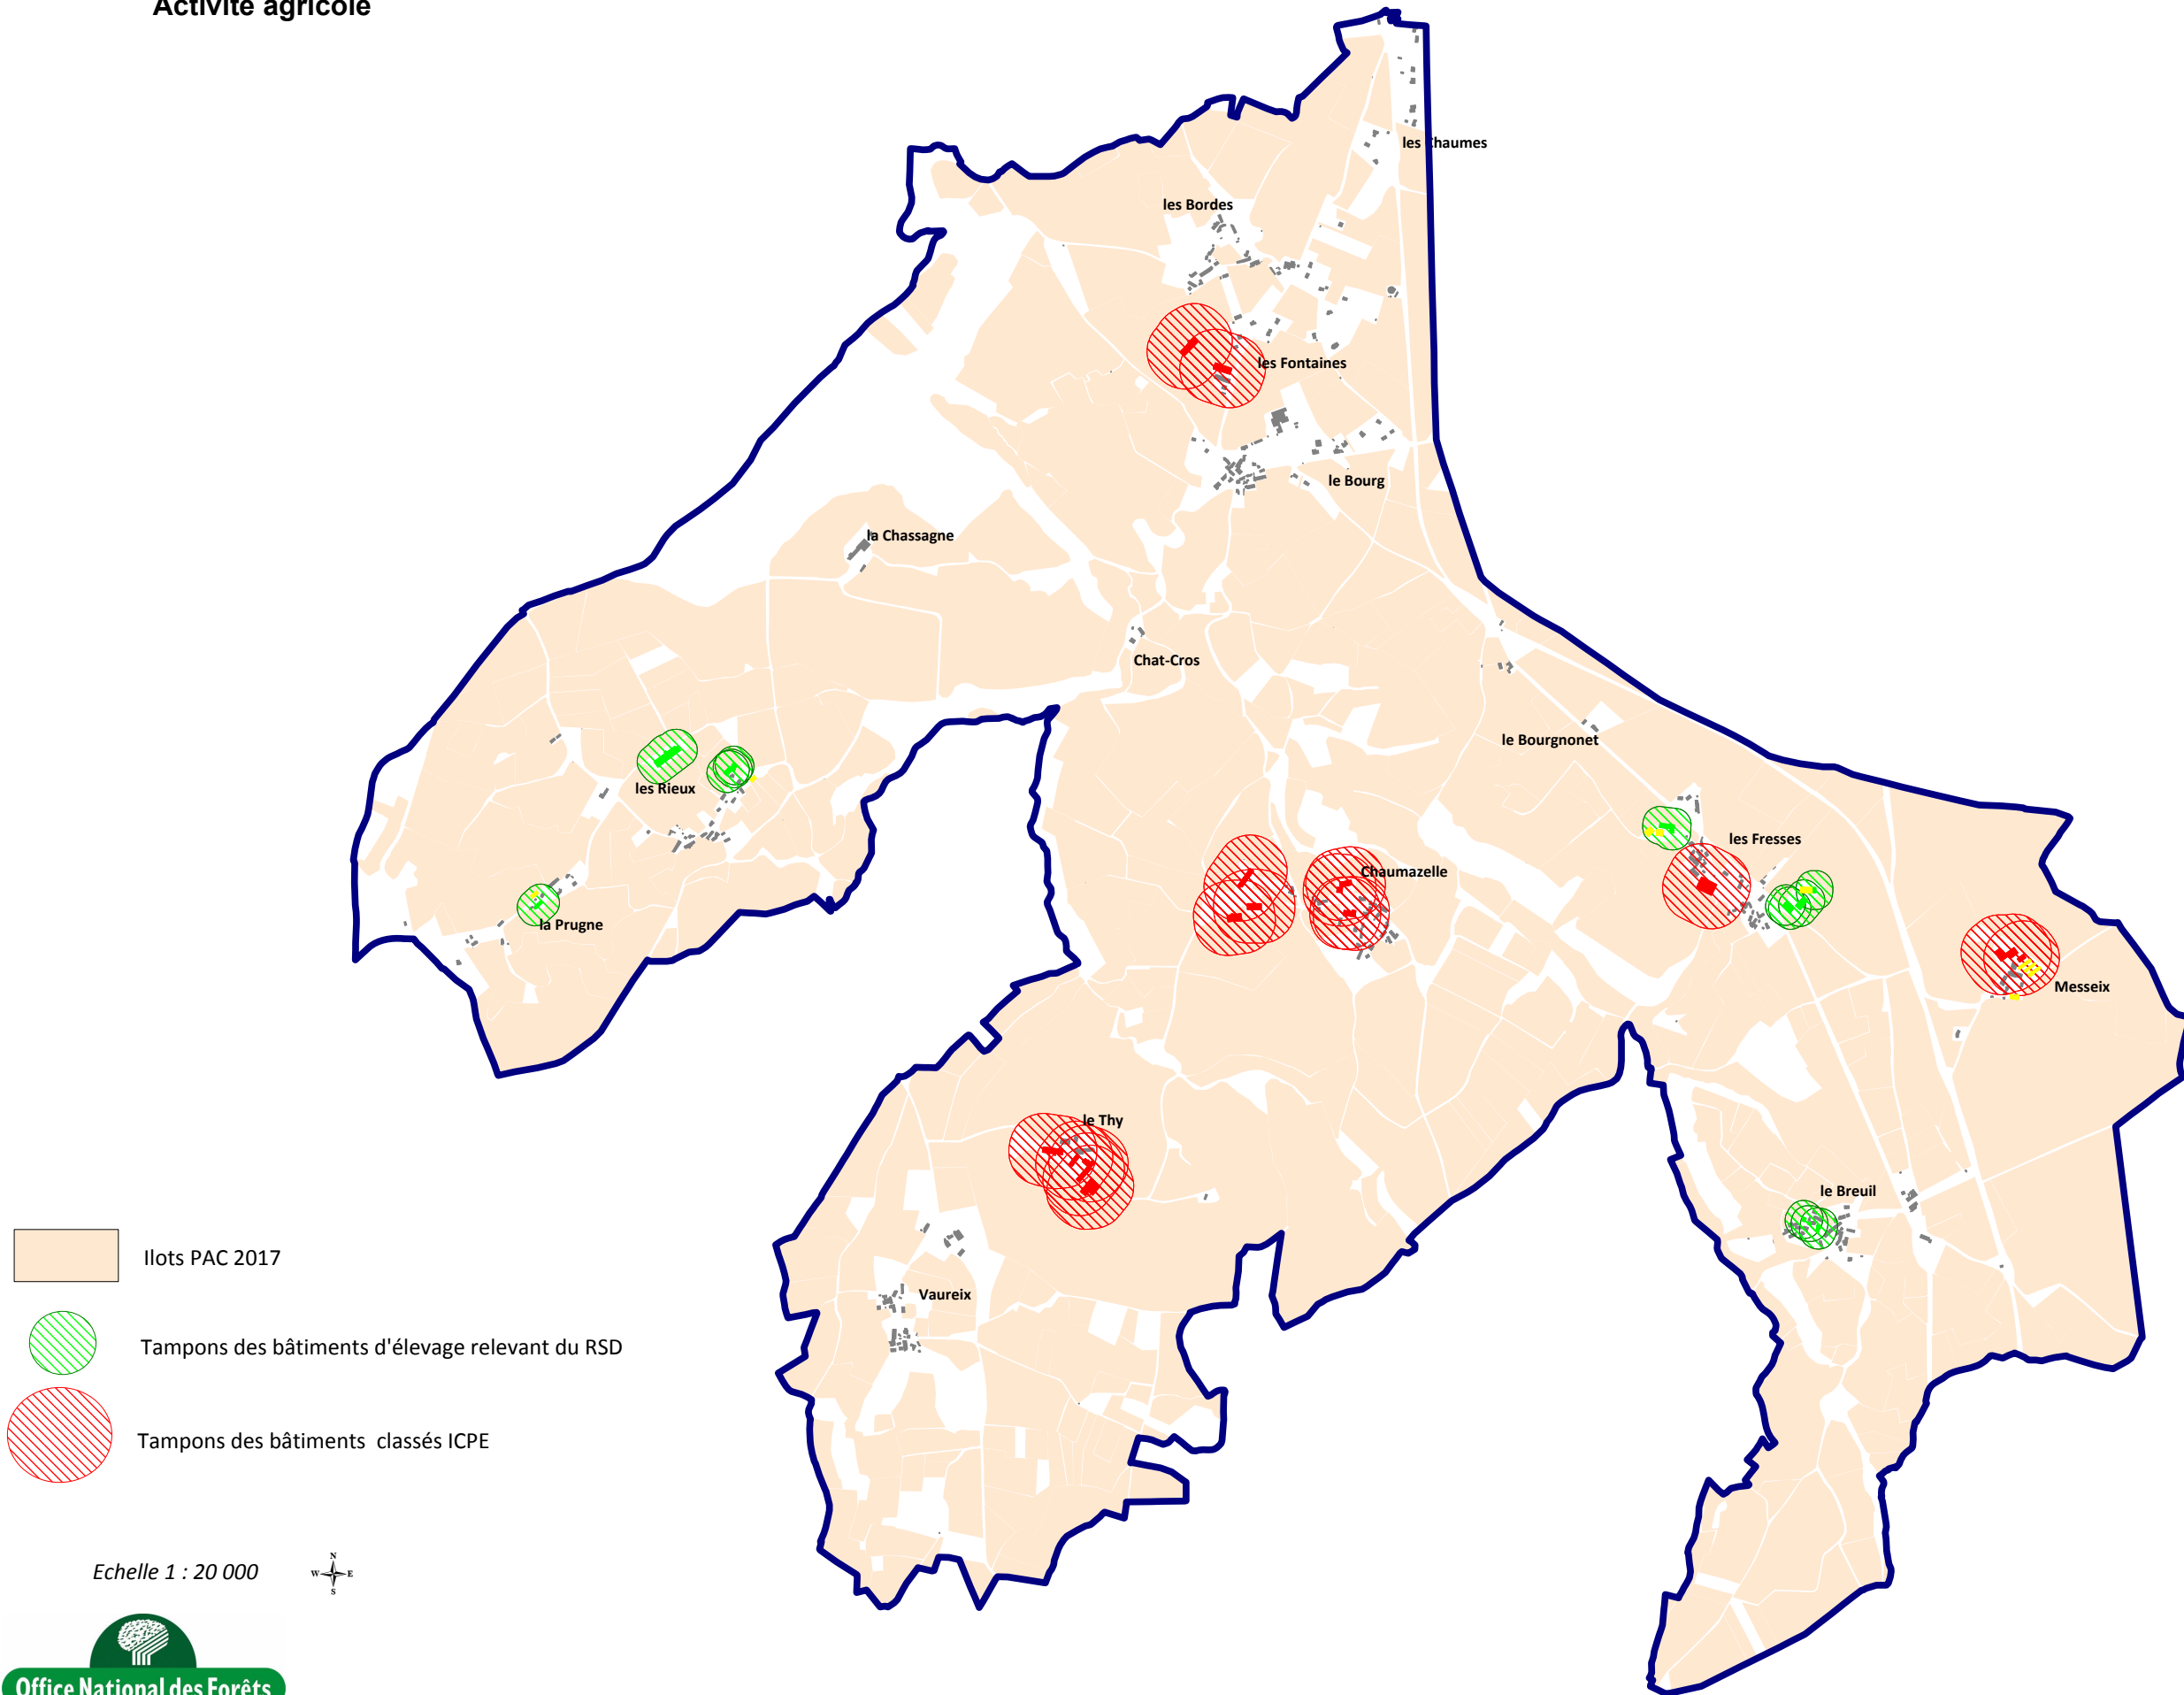 Activité agricole
les Chaumes
les Bordes
les Fontaines
le Bourg
la Chassagne
Chat-Cros
le Bourgnonet
les Rieux
les Fresses
Chaumazelle
la Prugne
Messeix
le Thy
le Breuil
Vaureix
Ilots PAC 2017
Tampons des bâtiments d'élevage relevant du RSD
Tampons des bâtiments classés ICPE
Echelle 1 : 20 000
N
W E
S
Office National des Forêts